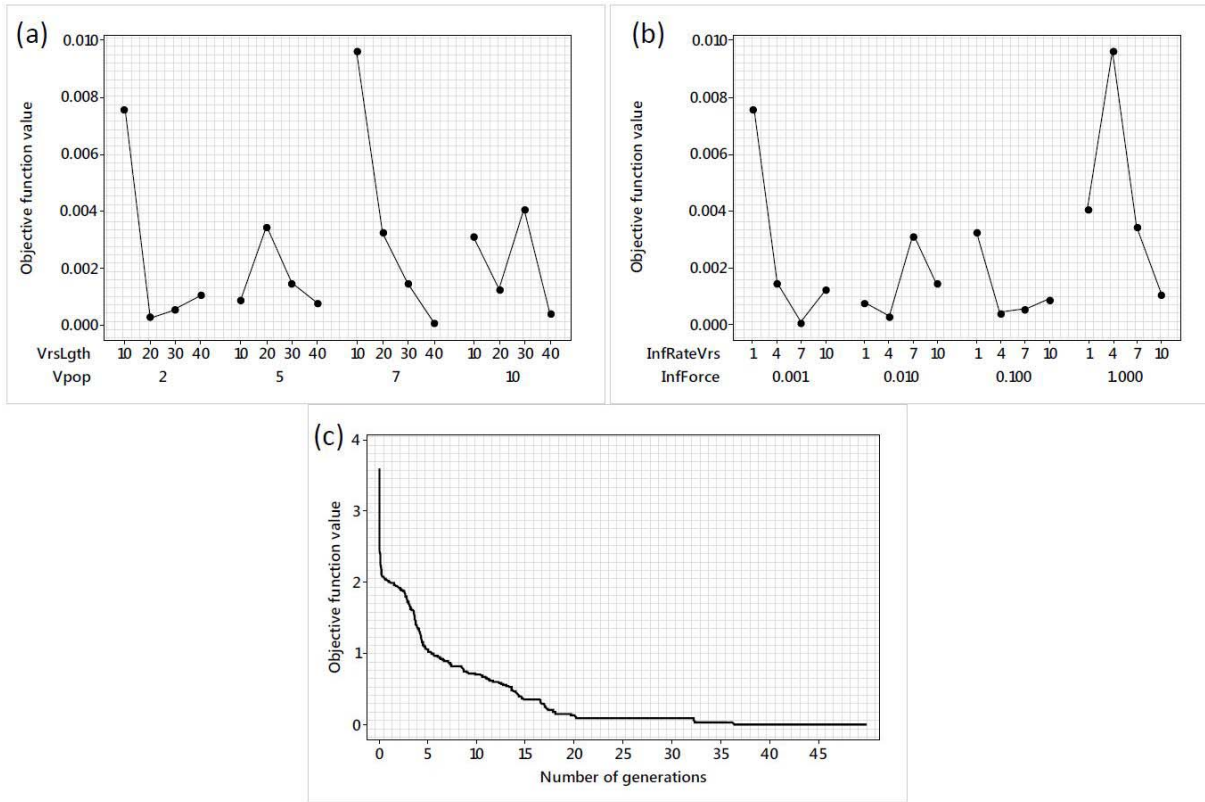 (a)
Objective function value
0.010
0.008
0.006
0.004
0.002
0.000
VrsLgth 10 20 30 40 10 20 30 40 10 20 30 40 10 20 30 40
Vpop 2 5 7 10
(b)
Objective function value
0.010
0.008
0.006
0.004
0.002
0.000
InfRateVrs 1 4 7 10 1 4 7 10 1 4 7 10 1 4 7 10
InfForce 0.001 0.010 0.100 1.000
(c)
Objective function value
4
3
2
1
0
0 5 10 15 20 25 30 35 40 45
Number of generations